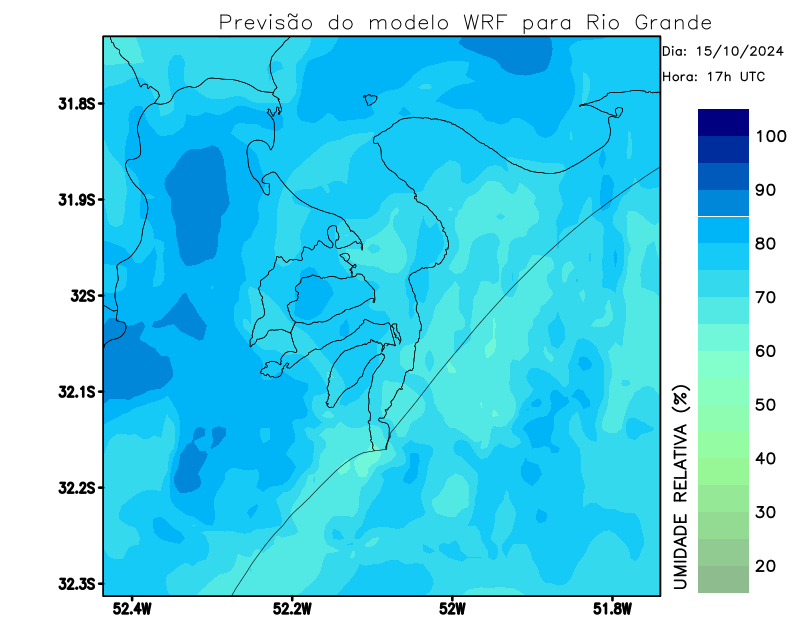 Previsão do modelo WRF para Rio Grande
Dia: 15/10/2024
Hora: 17h UTC
31.8S
31.9S
32S
32.1S
32.2S
32.3S
52.4W
52.2W
52W
51.8W
100
90
80
70
60
50
40
30
20
UMIDADE RELATIVA (%)